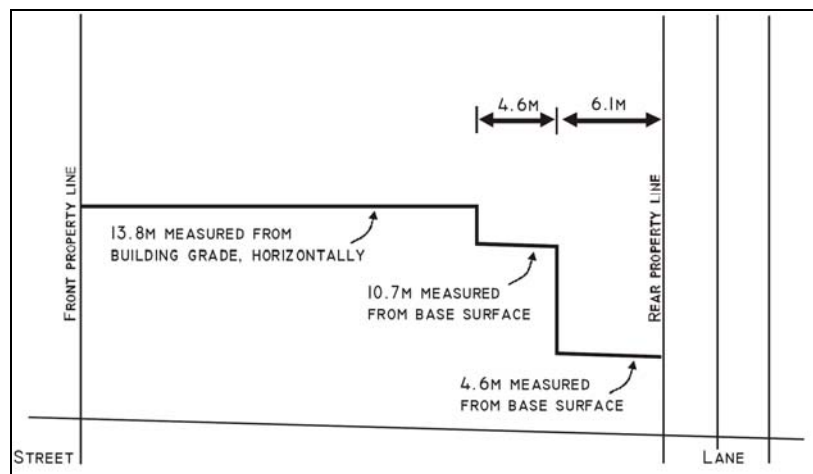 4.6M
6.1M
FRONT PROPERTY LINE
13.8M MEASURED FROM
BUILDING GRADE, HORIZONTALLY
REAR PROPERTY LINE
10.7M MEASURED
FROM BASE SURFACE
4.6M MEASURED
FROM BASE SURFACE
STREET
LANE